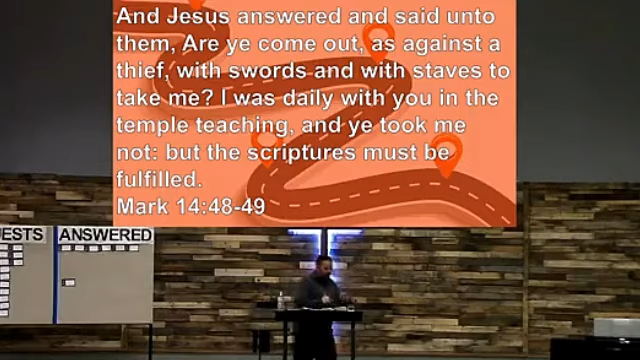 And Jesus answered and said unto
them, Are ye come out, as against a
thief, with swords and with staves to
take me? I was daily with you in the
temple teaching, and ye took me
not: but the scriptures must be
fulfilled.
Mark 14:48-49
UESTS ANSWERED